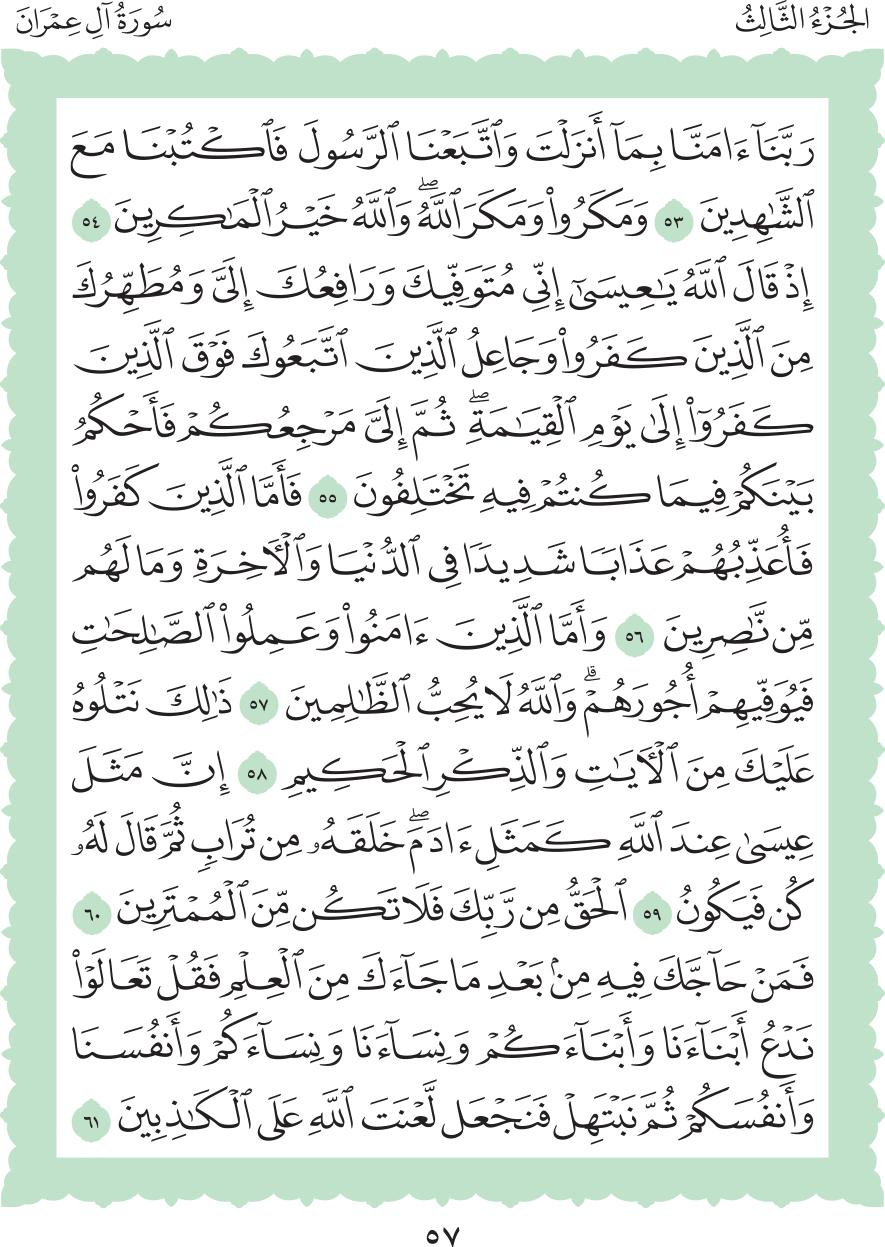 الجُزْءُ الثَّالِثُ
سُورَةُ آلِ عِمْرَانَ
رَبَّنَآ ءَامَنَّا بِمَآ أَنزَلْتَ وَٱتَّبَعْنَا ٱلرَّسُولَ فَٱكْتُبْنَا مَعَ
ٱلشَّٰهِدِينَ ٥٣ وَمَكَرُوا۟ وَمَكَرَ ٱللَّهُ ۖ وَٱللَّهُ خَيْرُ ٱلْمَٰكِرِينَ ٥٤
إِذْ قَالَ ٱللَّهُ يَٰعِيسَىٰٓ إِنِّى مُتَوَفِّيكَ وَرَافِعُكَ إِلَىَّ وَمُطَهِّرُكَ
مِنَ ٱلَّذِينَ كَفَرُوا۟ وَجَاعِلُ ٱلَّذِينَ ٱتَّبَعُوكَ فَوْقَ ٱلَّذِينَ
كَفَرُوٓا۟ إِلَىٰ يَوْمِ ٱلْقِيَٰمَةِ ۖ ثُمَّ إِلَىَّ مَرْجِعُكُمْ فَأَحْكُمُ
بَيْنَكُمْ فِيمَا كُنتُمْ فِيهِ تَخْتَلِفُونَ ٥٥ فَأَمَّا ٱلَّذِينَ كَفَرُوا۟
فَأُعَذِّبُهُمْ عَذَابًا شَدِيدًا فِى ٱلدُّنْيَا وَٱلْءَاخِرَةِ وَمَا لَهُم
مِّن نَّٰصِرِينَ ٥٦ وَأَمَّا ٱلَّذِينَ ءَامَنُوا۟ وَعَمِلُوا۟ ٱلصَّٰلِحَٰتِ
فَيُوَفِّيهِمْ أُجُورَهُمْ ۗ وَٱللَّهُ لَا يُحِبُّ ٱلظَّٰلِمِينَ ٥٧ ذَٰلِكَ نَتْلُوهُ
عَلَيْكَ مِنَ ٱلْءَايَٰتِ وَٱلذِّكْرِ ٱلْحَكِيمِ ٥٨ إِنَّ مَثَلَ
عِيسَىٰ عِندَ ٱللَّهِ كَمَثَلِ ءَادَمَ ۖ خَلَقَهُۥ مِن تُرَابٍ ثُمَّ قَالَ لَهُۥ
كُن فَيَكُونُ ٥٩ ٱلْحَقُّ مِن رَّبِّكَ فَلَا تَكُن مِّنَ ٱلْمُمْتَرِينَ ٦٠
فَمَنْ حَآجَّكَ فِيهِ مِنۢ بَعْدِ مَا جَآءَكَ مِنَ ٱلْعِلْمِ فَقُلْ تَعَالَوْا۟
نَدْعُ أَبْنَآءَنَا وَأَبْنَآءَكُمْ وَنِسَآءَنَا وَنِسَآءَكُمْ وَأَنفُسَنَا
وَأَنفُسَكُمْ ثُمَّ نَبْتَهِلْ فَنَجْعَل لَّعْنَتَ ٱللَّهِ عَلَى ٱلْكَٰذِبِينَ ٦١
٥٧